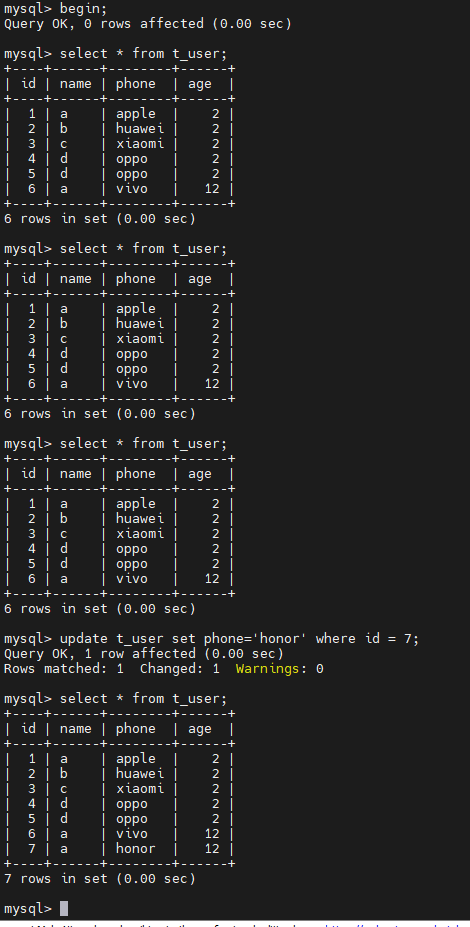 mysql> begin;
Query OK, 0 rows affected (0.00 sec)
mysql> select * from t_user;
+----+------+--------+------+
| id | name | phone  | age  |
+----+------+--------+------+
|  1 | a    | apple  |    2 |
|  2 | b    | huawei |    2 |
|  3 | c    | xiaomi |    2 |
|  4 | d    | oppo   |    2 |
|  5 | d    | oppo   |    2 |
|  6 | a    | vivo   |   12 |
+----+------+--------+------+
6 rows in set (0.00 sec)
mysql> select * from t_user;
+----+------+--------+------+
| id | name | phone  | age  |
+----+------+--------+------+
|  1 | a    | apple  |    2 |
|  2 | b    | huawei |    2 |
|  3 | c    | xiaomi |    2 |
|  4 | d    | oppo   |    2 |
|  5 | d    | oppo   |    2 |
|  6 | a    | vivo   |   12 |
+----+------+--------+------+
6 rows in set (0.00 sec)
mysql> select * from t_user;
+----+------+--------+------+
| id | name | phone  | age  |
+----+------+--------+------+
|  1 | a    | apple  |    2 |
|  2 | b    | huawei |    2 |
|  3 | c    | xiaomi |    2 |
|  4 | d    | oppo   |    2 |
|  5 | d    | oppo   |    2 |
|  6 | a    | vivo   |   12 |
+----+------+--------+------+
6 rows in set (0.00 sec)
mysql> update t_user set phone='honor' where id = 7;
Query OK, 1 row affected (0.00 sec)
Rows matched: 1  Changed: 1  Warnings: 0
mysql> select * from t_user;
+----+------+--------+------+
| id | name | phone  | age  |
+----+------+--------+------+
|  1 | a    | apple  |    2 |
|  2 | b    | huawei |    2 |
|  3 | c    | xiaomi |    2 |
|  4 | d    | oppo   |    2 |
|  5 | d    | oppo   |    2 |
|  6 | a    | vivo   |   12 |
|  7 | a    | honor  |   12 |
+----+------+--------+------+
7 rows in set (0.00 sec)
mysql>